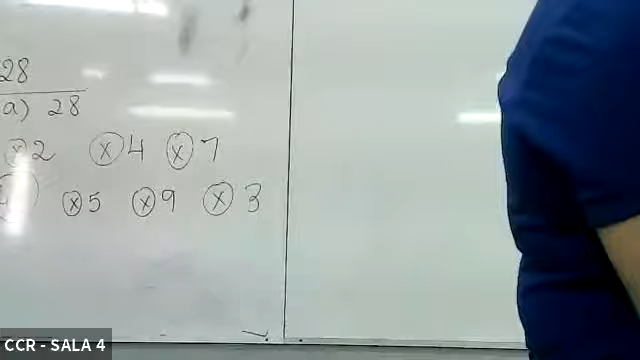 28
a) 28
ⓧ 2 ⓧ 4 ⓧ 7
ⓧ 5 ⓧ 9 ⓧ 3
CCR - SALA 4